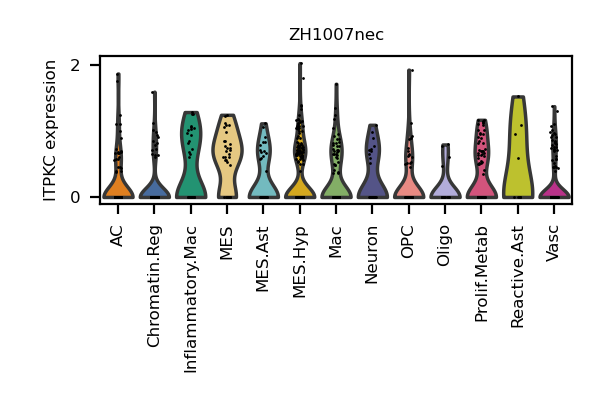 ZH1007nec
ITPKC expression
2
0
AC
Chromatin.Reg
Inflammatory.Mac
MES
MES.Ast
MES.Hyp
Mac
Neuron
OPC
Oligo
Prolif.Metab
Reactive.Ast
Vasc